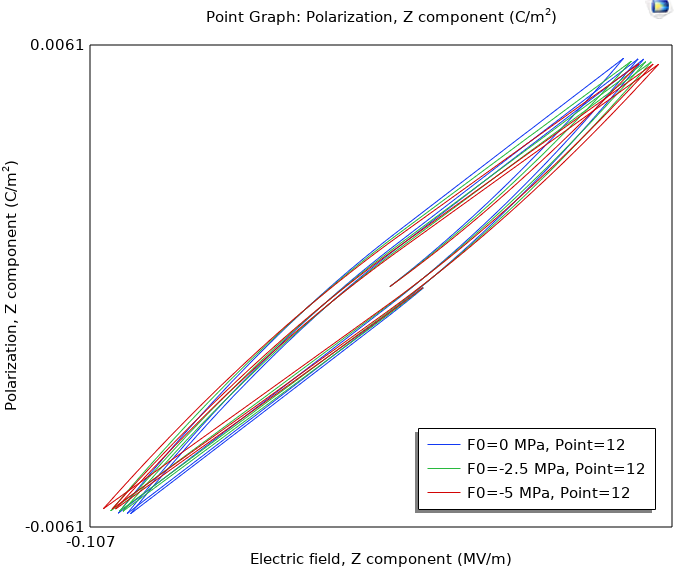 Point Graph: Polarization, Z component (C/m²)
0.0061
Polarization, Z component (C/m²)
F0=0 MPa, Point=12
F0=-2.5 MPa, Point=12
F0=-5 MPa, Point=12
-0.0061
-0.107
Electric field, Z component (MV/m)